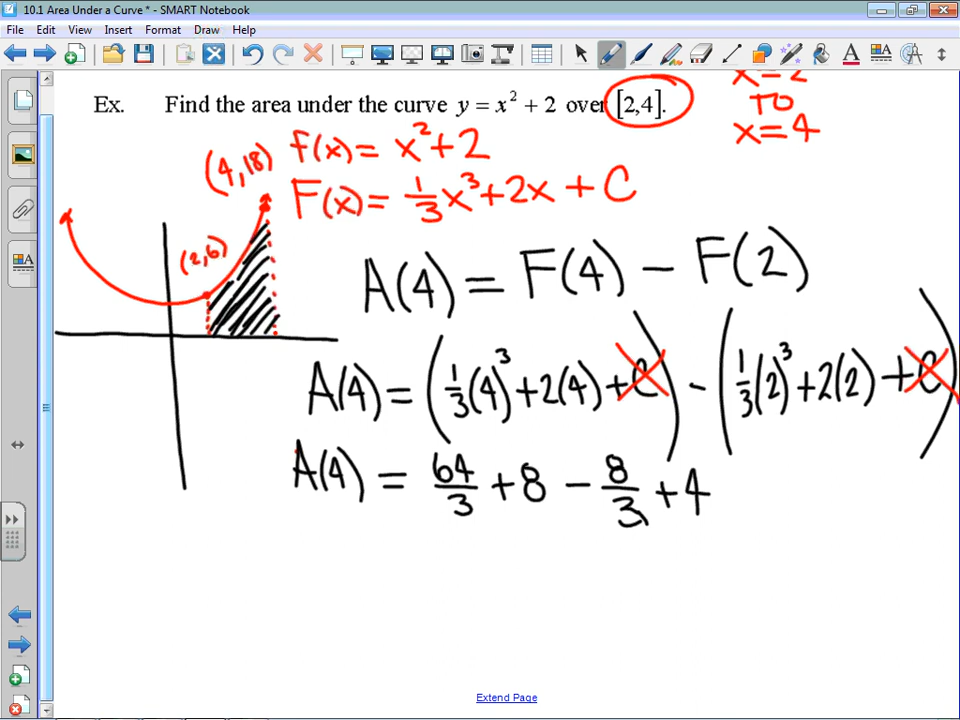 10.1 Area Under a Curve * - SMART Notebook
File Edit View Insert Format Draw Help
x=2
TO
x=4
Ex. Find the area under the curve y = x² + 2 over [2,4].
f(x) = x² + 2
(4,18)
F(x) = 1/3 x³ + 2x + C
(2,6)
A(4) = F(4) - F(2)
A(4) = (1/3(4)³ + 2(4) + C) - (1/3(2)³ + 2(2) + C)
A(4) = 64/3 + 8 - 8/3 + 4
Extend Page